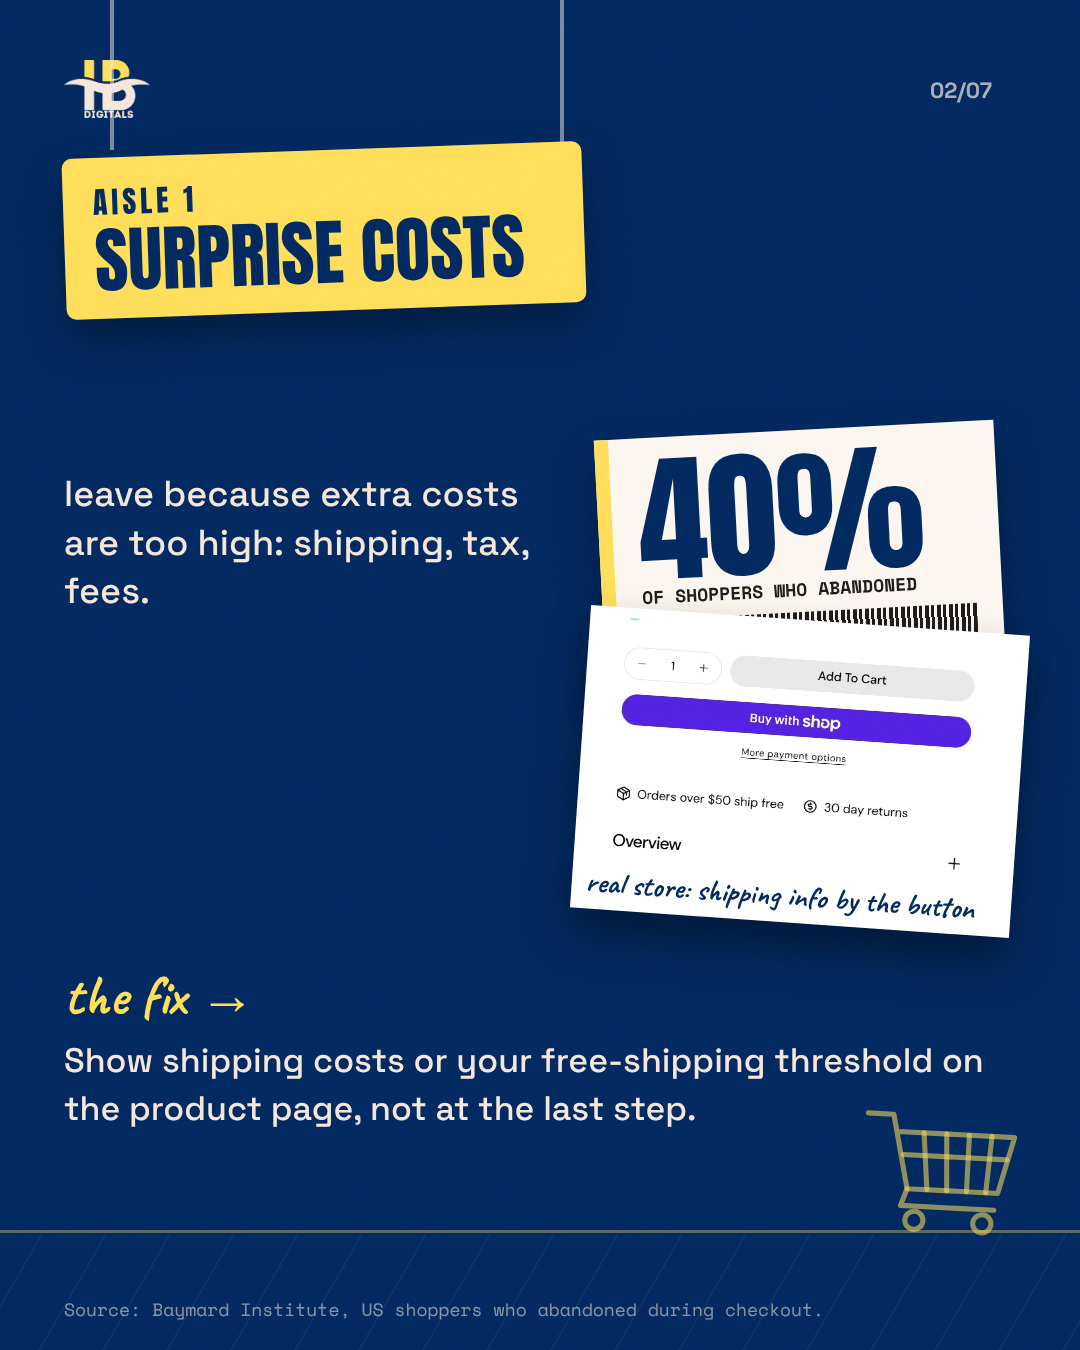 HB
DIGITALS
02/07
AISLE 1
SURPRISE COSTS
leave because extra costs
are too high: shipping, tax,
fees.
40%
OF SHOPPERS WHO ABANDONED
− 1 +
Add To Cart
Buy with shop
More payment options
Orders over $50 ship free
30 day returns
Overview +
real store: shipping info by the button
the fix →
Show shipping costs or your free-shipping threshold on
the product page, not at the last step.
Source: Baymard Institute, US shoppers who abandoned during checkout.